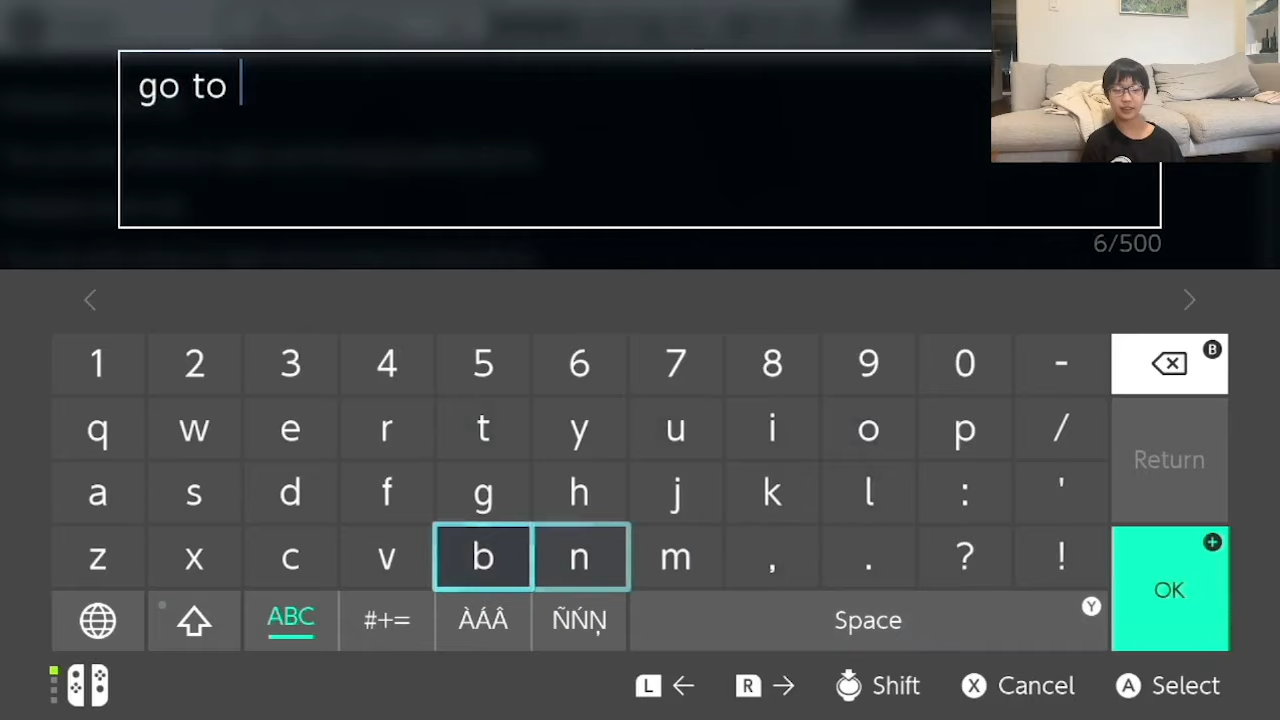 go to
6/500
1 2 3 4 5 6 7 8 9 0 -
B
q w e r t y u i o p /
Return
a s d f g h j k l : '
z x c v b n m , . ? !
+
OK
ABC #+= ÀÁÂ ÑŃŅ Space Y
L ← R → Shift X Cancel A Select